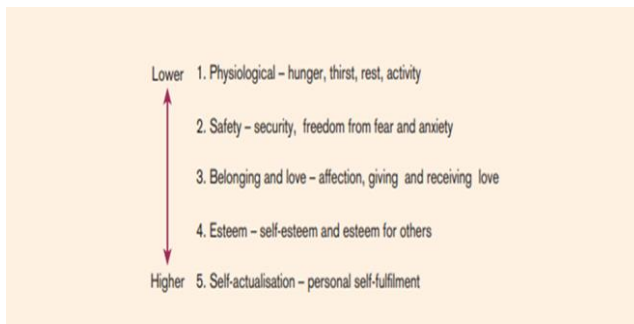 Lower 1. Physiological – hunger, thirst, rest, activity
2. Safety – security, freedom from fear and anxiety
3. Belonging and love – affection, giving and receiving love
4. Esteem – self-esteem and esteem for others
Higher 5. Self-actualisation – personal self-fulfilment